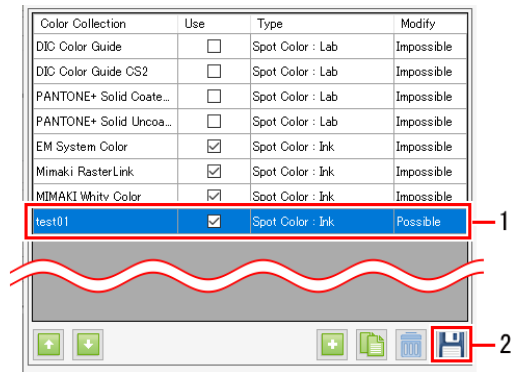 Color Collection Use Type Modify
DIC Color Guide Spot Color : Lab Impossible
DIC Color Guide CS2 Spot Color : Lab Impossible
PANTONE+ Solid Coate... Spot Color : Lab Impossible
PANTONE+ Solid Uncoa... Spot Color : Lab Impossible
EM System Color Spot Color : Ink Impossible
Mimaki RasterLink Spot Color : Ink Impossible
MIMAKI Whity Color Spot Color : Ink Impossible
test01 Spot Color : Ink Possible 1
2